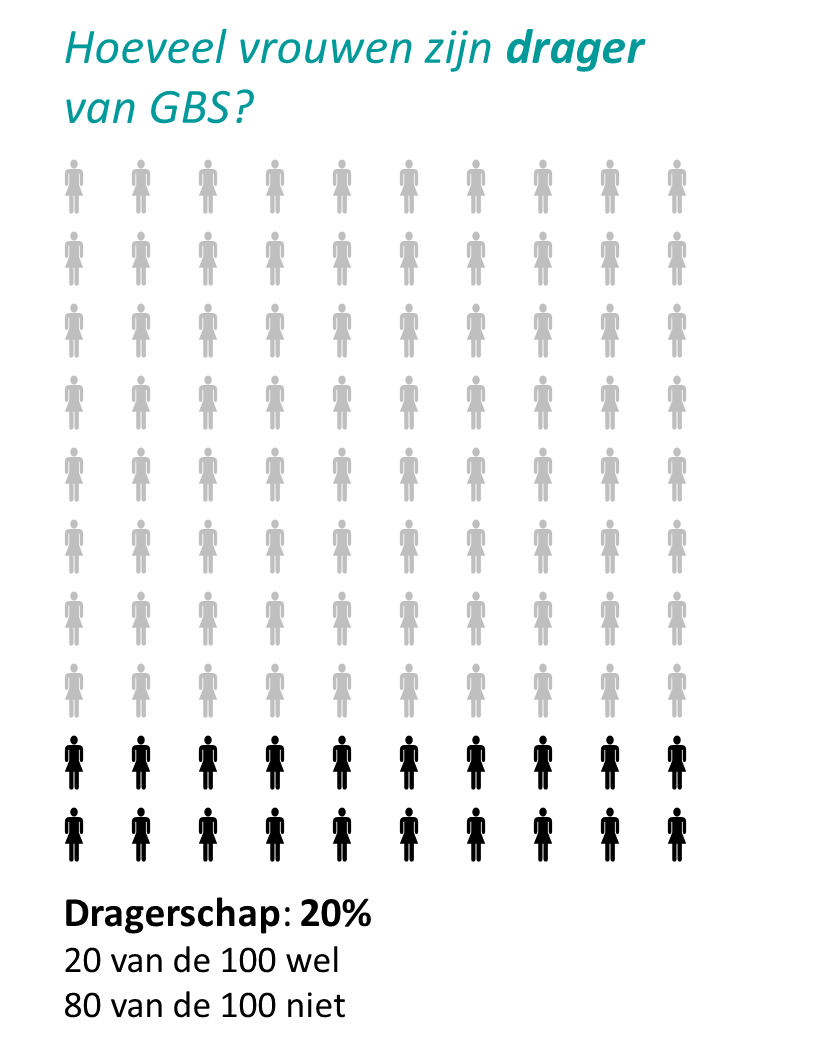 Hoeveel vrouwen zijn drager
van GBS?
Dragerschap: 20%
20 van de 100 wel
80 van de 100 niet